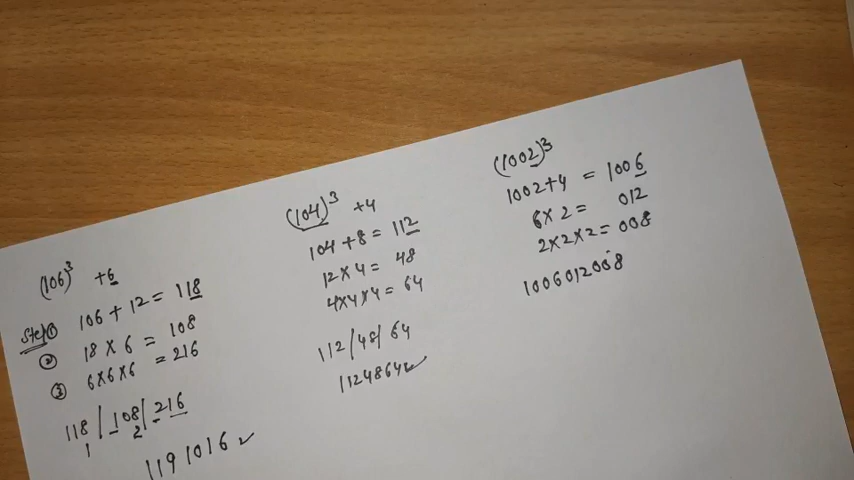 (106)³ +6
Step① 106 + 12 = 118
② 18 × 6 = 108
③ 6×6×6 = 216
118 / 108 / 216
1 2
1191016 ✓
(104)³ +4
104 + 8 = 112
12 × 4 = 48
4×4×4 = 64
112 / 48 / 64
1124864 ✓
(1002)³
1002+4 = 1006
6×2 = 012
2×2×2 = 008
1006012008